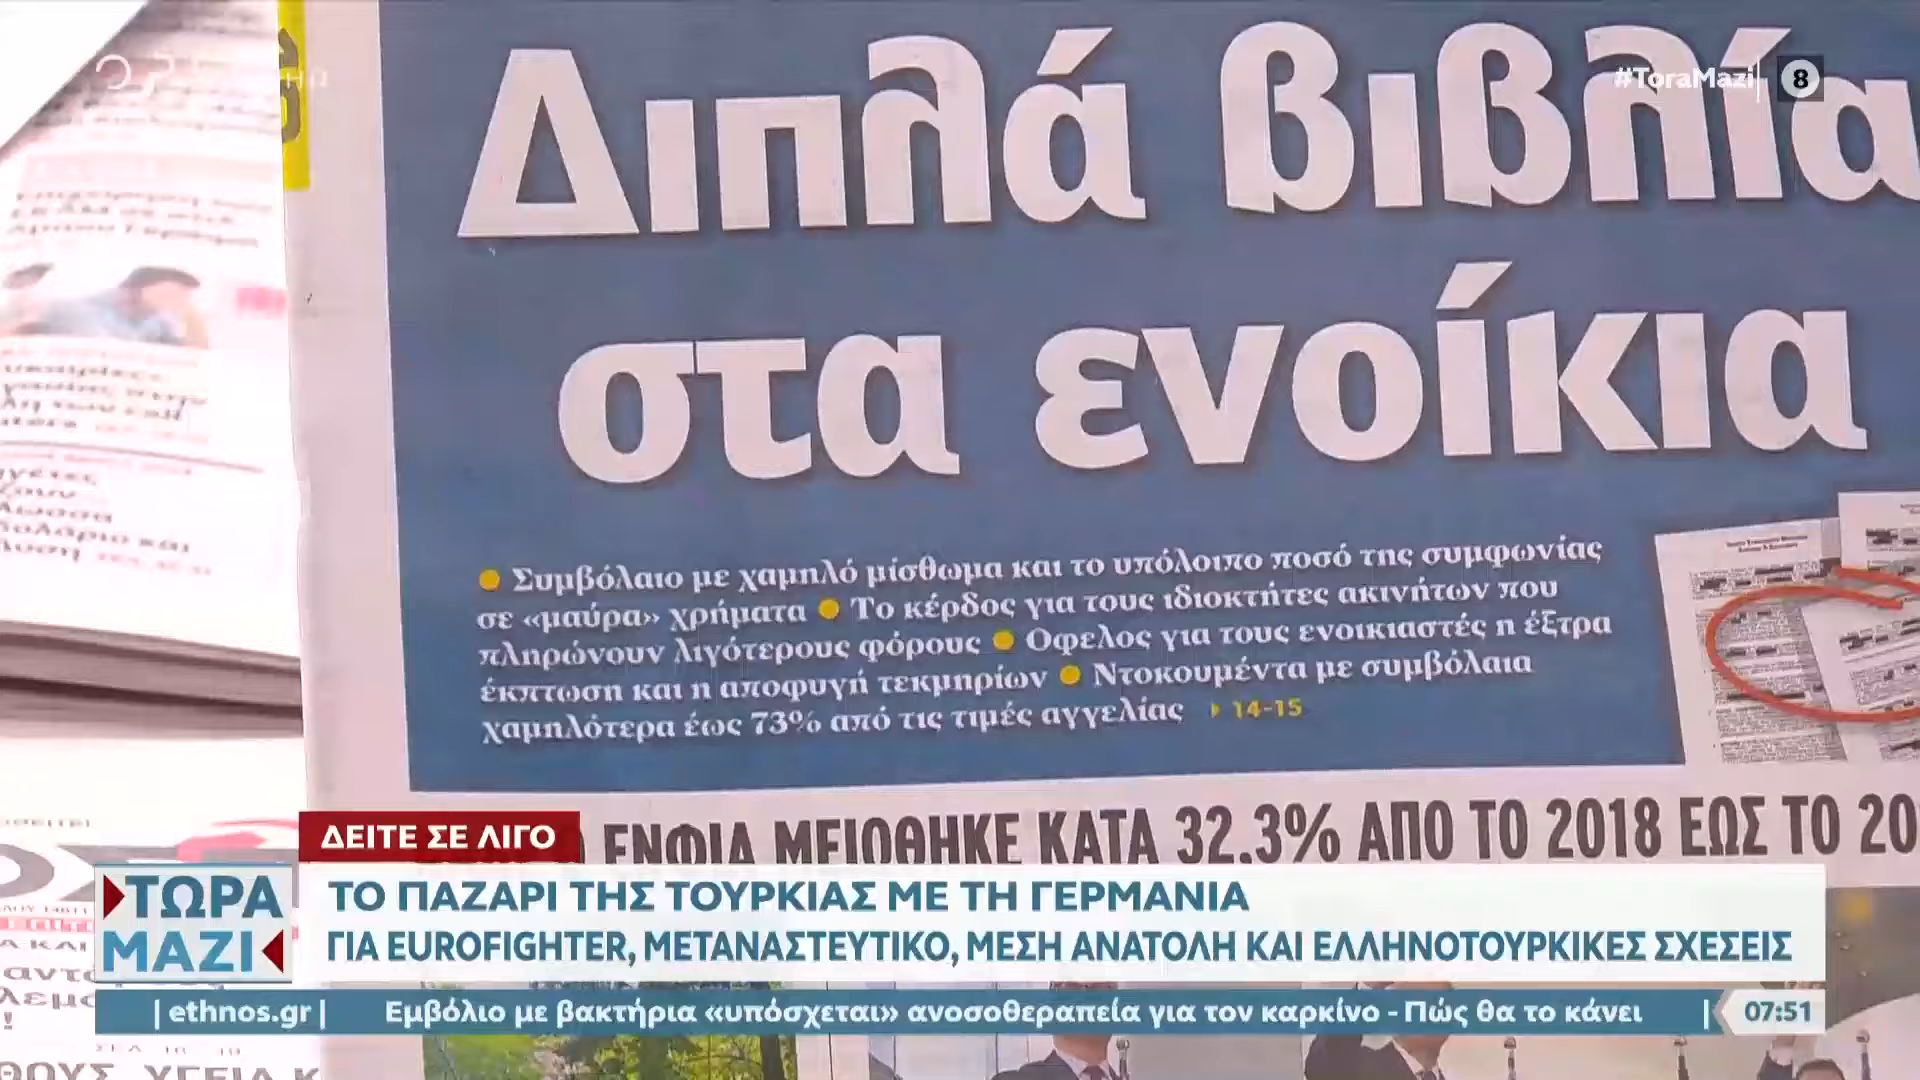 #ToraMazi 8
Διπλά βιβλία
στα ενοίκια
● Συμβόλαιο με χαμηλό μίσθωμα και το υπόλοιπο ποσό της συμφωνίας
σε «μαύρα» χρήματα ● Το κέρδος για τους ιδιοκτήτες ακινήτων που
πληρώνουν λιγότερους φόρους ● Οφελος για τους ενοικιαστές η έξτρα
έκπτωση και η αποφυγή τεκμηρίων ● Ντοκουμέντα με συμβόλαια
χαμηλότερα έως 73% από τις τιμές αγγελίας 14-15
ΕΝΦΙΑ ΜΕΙΩΘΗΚΕ ΚΑΤΑ 32,3% ΑΠΟ ΤΟ 2018 ΕΩΣ ΤΟ 20
ΔΕΙΤΕ ΣΕ ΛΙΓΟ
ΤΩΡΑ
ΜΑΖΙ
ΤΟ ΠΑΖΑΡΙ ΤΗΣ ΤΟΥΡΚΙΑΣ ΜΕ ΤΗ ΓΕΡΜΑΝΙΑ
ΓΙΑ EUROFIGHTER, ΜΕΤΑΝΑΣΤΕΥΤΙΚΟ, ΜΕΣΗ ΑΝΑΤΟΛΗ ΚΑΙ ΕΛΛΗΝΟΤΟΥΡΚΙΚΕΣ ΣΧΕΣΕΙΣ
| ethnos.gr | Εμβόλιο με βακτήρια «υπόσχεται» ανοσοθεραπεία για τον καρκίνο - Πώς θα το κάνει | 07:51